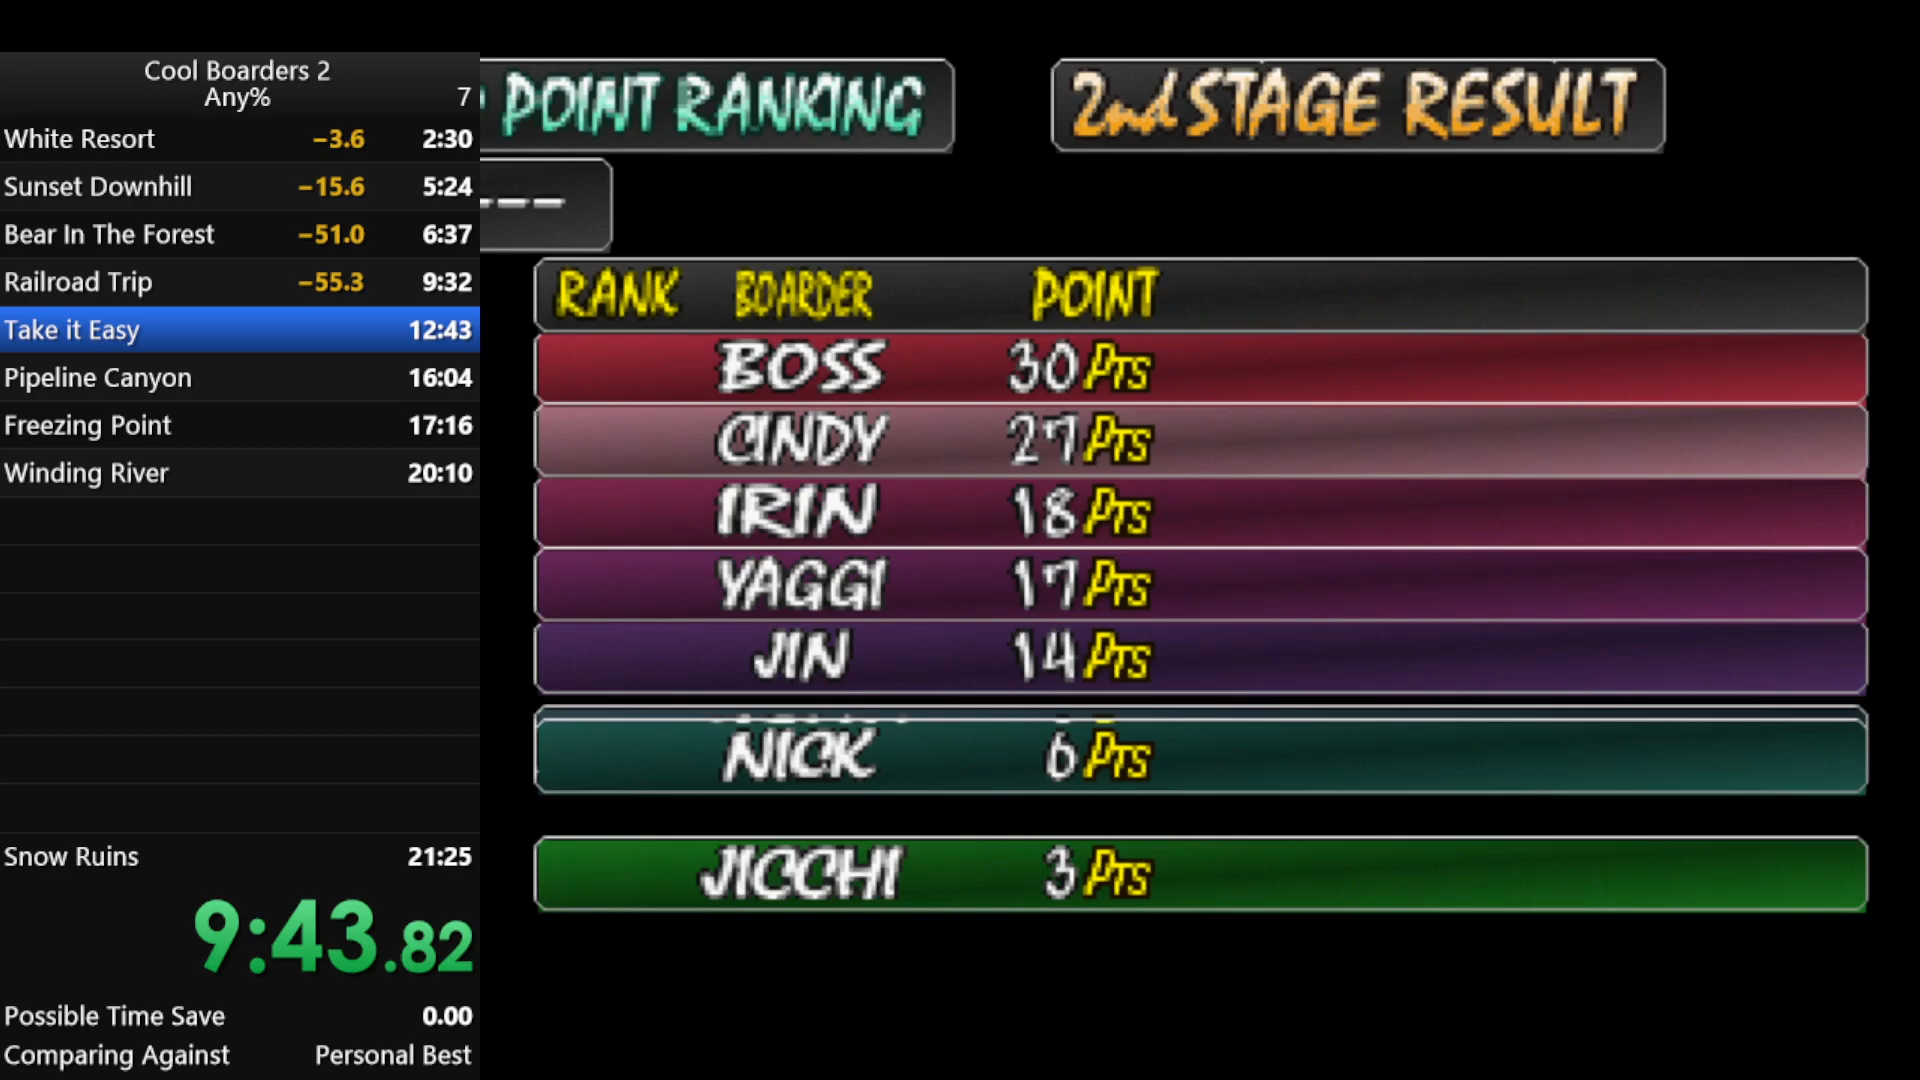 Cool Boarders 2
Any%
7
White Resort −3.6 2:30
Sunset Downhill −15.6 5:24
Bear In The Forest −51.0 6:37
Railroad Trip −55.3 9:32
Take it Easy 12:43
Pipeline Canyon 16:04
Freezing Point 17:16
Winding River 20:10
Snow Ruins 21:25
9:43.82
Possible Time Save 0.00
Comparing Against Personal Best
POINT RANKING
2nd STAGE RESULT
---
RANK BOARDER POINT
BOSS 30 Pts
CINDY 27 Pts
IRIN 18 Pts
YAGGI 17 Pts
JIN 14 Pts
NICK 6 Pts
JICCHI 3 Pts